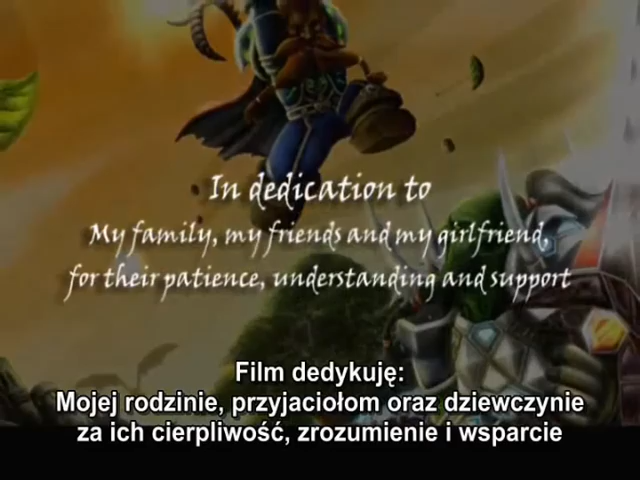 In dedication to
My family, my friends and my girlfriend,
for their patience, understanding and support
Film dedykuję:
Mojej rodzinie, przyjaciołom oraz dziewczynie
za ich cierpliwość, zrozumienie i wsparcie